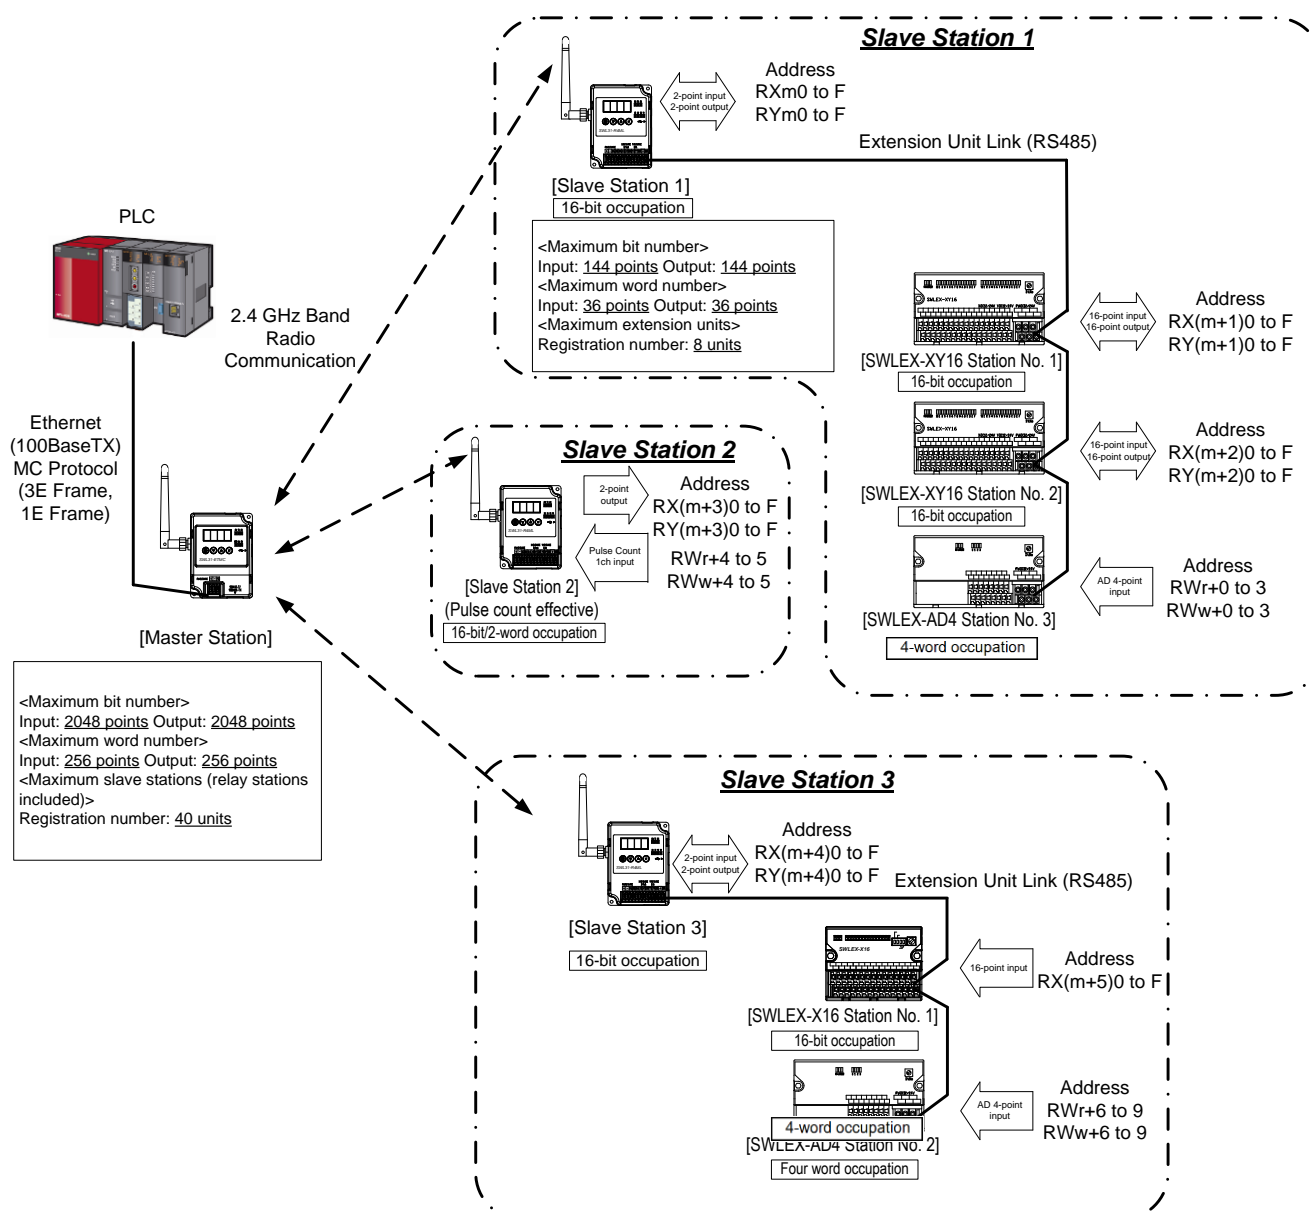 Slave Station 1
Address
RXm0 to F
RYm0 to F
2-point input
2-point output
SWL31-R4ML
Extension Unit Link (RS485)
[Slave Station 1]
16-bit occupation
<Maximum bit number>
Input: 144 points Output: 144 points
<Maximum word number>
Input: 36 points Output: 36 points
<Maximum extension units>
Registration number: 8 units
SWLEX-XY16
16-point input
16-point output
Address
RX(m+1)0 to F
RY(m+1)0 to F
[SWLEX-XY16 Station No. 1]
16-bit occupation
SWLEX-XY16
16-point input
16-point output
Address
RX(m+2)0 to F
RY(m+2)0 to F
[SWLEX-XY16 Station No. 2]
16-bit occupation
AD 4-point
input
Address
RWr+0 to 3
RWw+0 to 3
[SWLEX-AD4 Station No. 3]
4-word occupation
PLC
2.4 GHz Band
Radio
Communication
Ethernet
(100BaseTX)
MC Protocol
(3E Frame,
1E Frame)
[Master Station]
<Maximum bit number>
Input: 2048 points Output: 2048 points
<Maximum word number>
Input: 256 points Output: 256 points
<Maximum slave stations (relay stations
included)>
Registration number: 40 units
Slave Station 2
2-point
output
Address
RX(m+3)0 to F
RY(m+3)0 to F
Pulse Count
1ch input
RWr+4 to 5
RWw+4 to 5
[Slave Station 2]
(Pulse count effective)
16-bit/2-word occupation
Slave Station 3
2-point input
2-point output
Address
RX(m+4)0 to F
RY(m+4)0 to F
Extension Unit Link (RS485)
[Slave Station 3]
16-bit occupation
SWLEX-X16
16-point input
Address
RX(m+5)0 to F
[SWLEX-X16 Station No. 1]
16-bit occupation
AD 4-point
input
Address
RWr+6 to 9
RWw+6 to 9
4-word occupation
[SWLEX-AD4 Station No. 2]
Four word occupation